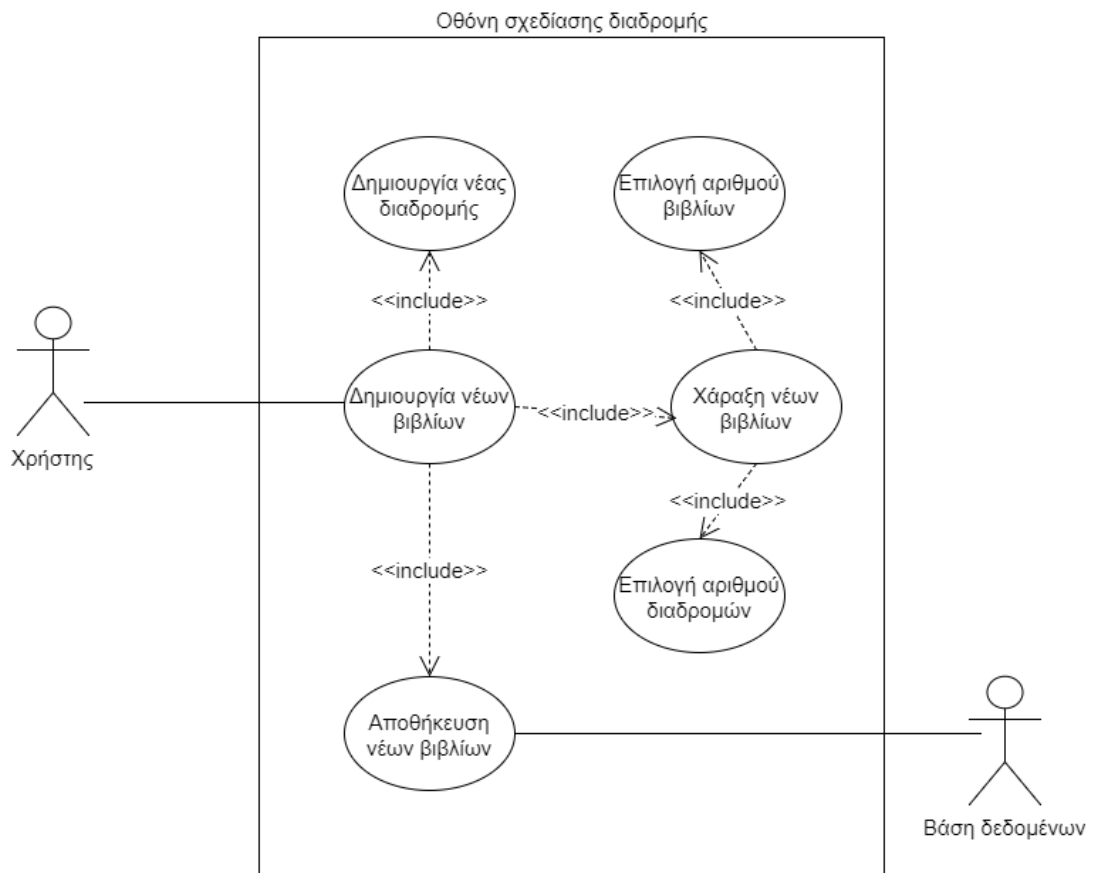 Οθόνη σχεδίασης διαδρομής
Δημιουργία νέας
διαδρομής
Επιλογή αριθμού
βιβλίων
<<include>>
<<include>>
Χρήστης
Δημιουργία νέων
βιβλίων
<<include>>
Χάραξη νέων
βιβλίων
<<include>>
<<include>>
Επιλογή αριθμού
διαδρομών
Αποθήκευση
νέων βιβλίων
Βάση δεδομένων